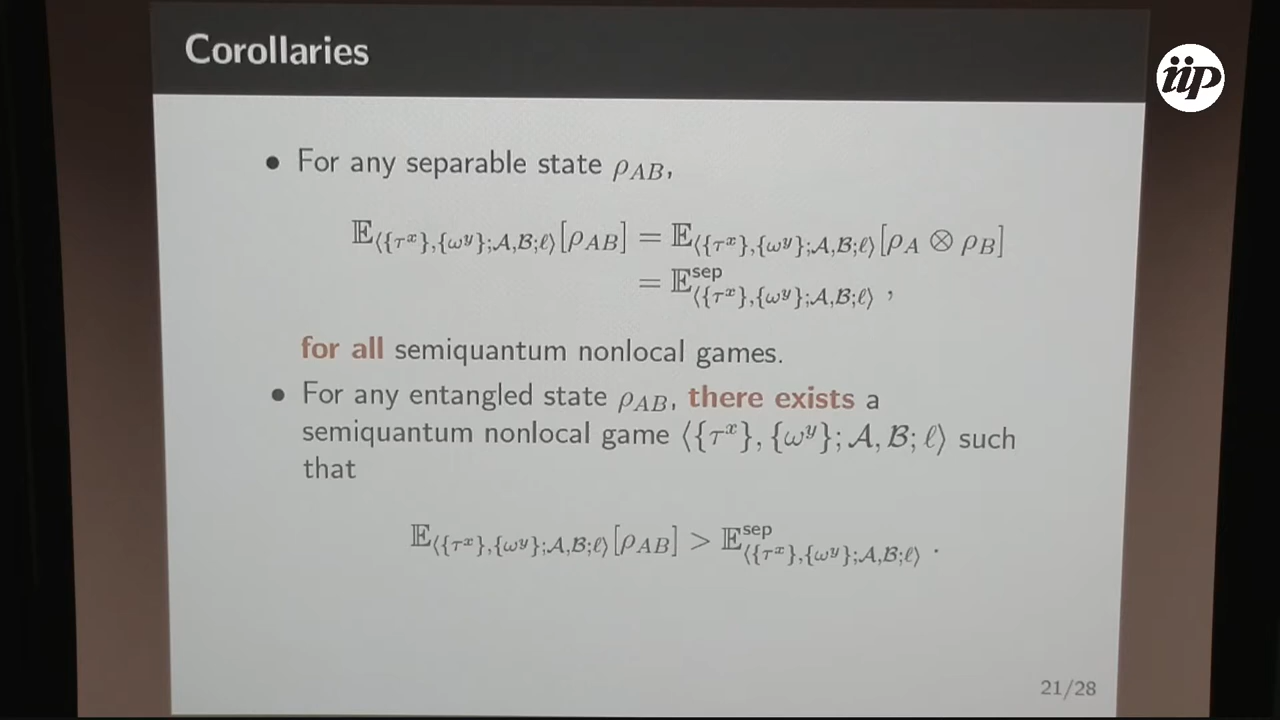 Corollaries
iip
• For any separable state ρ_{AB},
𝔼_{⟨{τ^x},{ω^y};𝒜,ℬ;ℓ⟩}[ρ_{AB}] = 𝔼_{⟨{τ^x},{ω^y};𝒜,ℬ;ℓ⟩}[ρ_A ⊗ ρ_B]
= 𝔼^{sep}_{⟨{τ^x},{ω^y};𝒜,ℬ;ℓ⟩} ,
for all semiquantum nonlocal games.
• For any entangled state ρ_{AB}, there exists a
semiquantum nonlocal game ⟨{τ^x}, {ω^y}; 𝒜, ℬ; ℓ⟩ such
that
𝔼_{⟨{τ^x},{ω^y};𝒜,ℬ;ℓ⟩}[ρ_{AB}] > 𝔼^{sep}_{⟨{τ^x},{ω^y};𝒜,ℬ;ℓ⟩} .
21/28